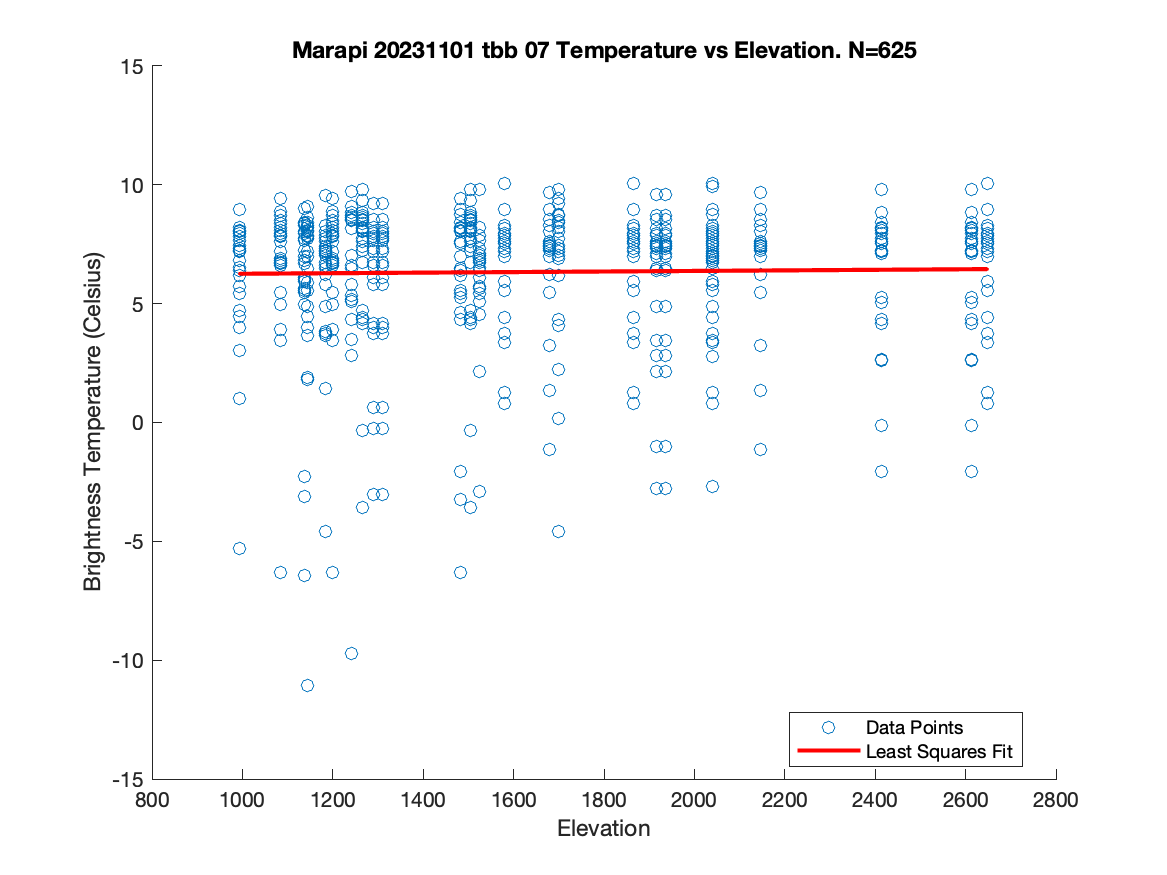 Marapi 20231101 tbb 07 Temperature vs Elevation. N=625
15
10
5
0
-5
-10
-15
Brightness Temperature (Celsius)
Data Points
Least Squares Fit
800 1000 1200 1400 1600 1800 2000 2200 2400 2600 2800
Elevation